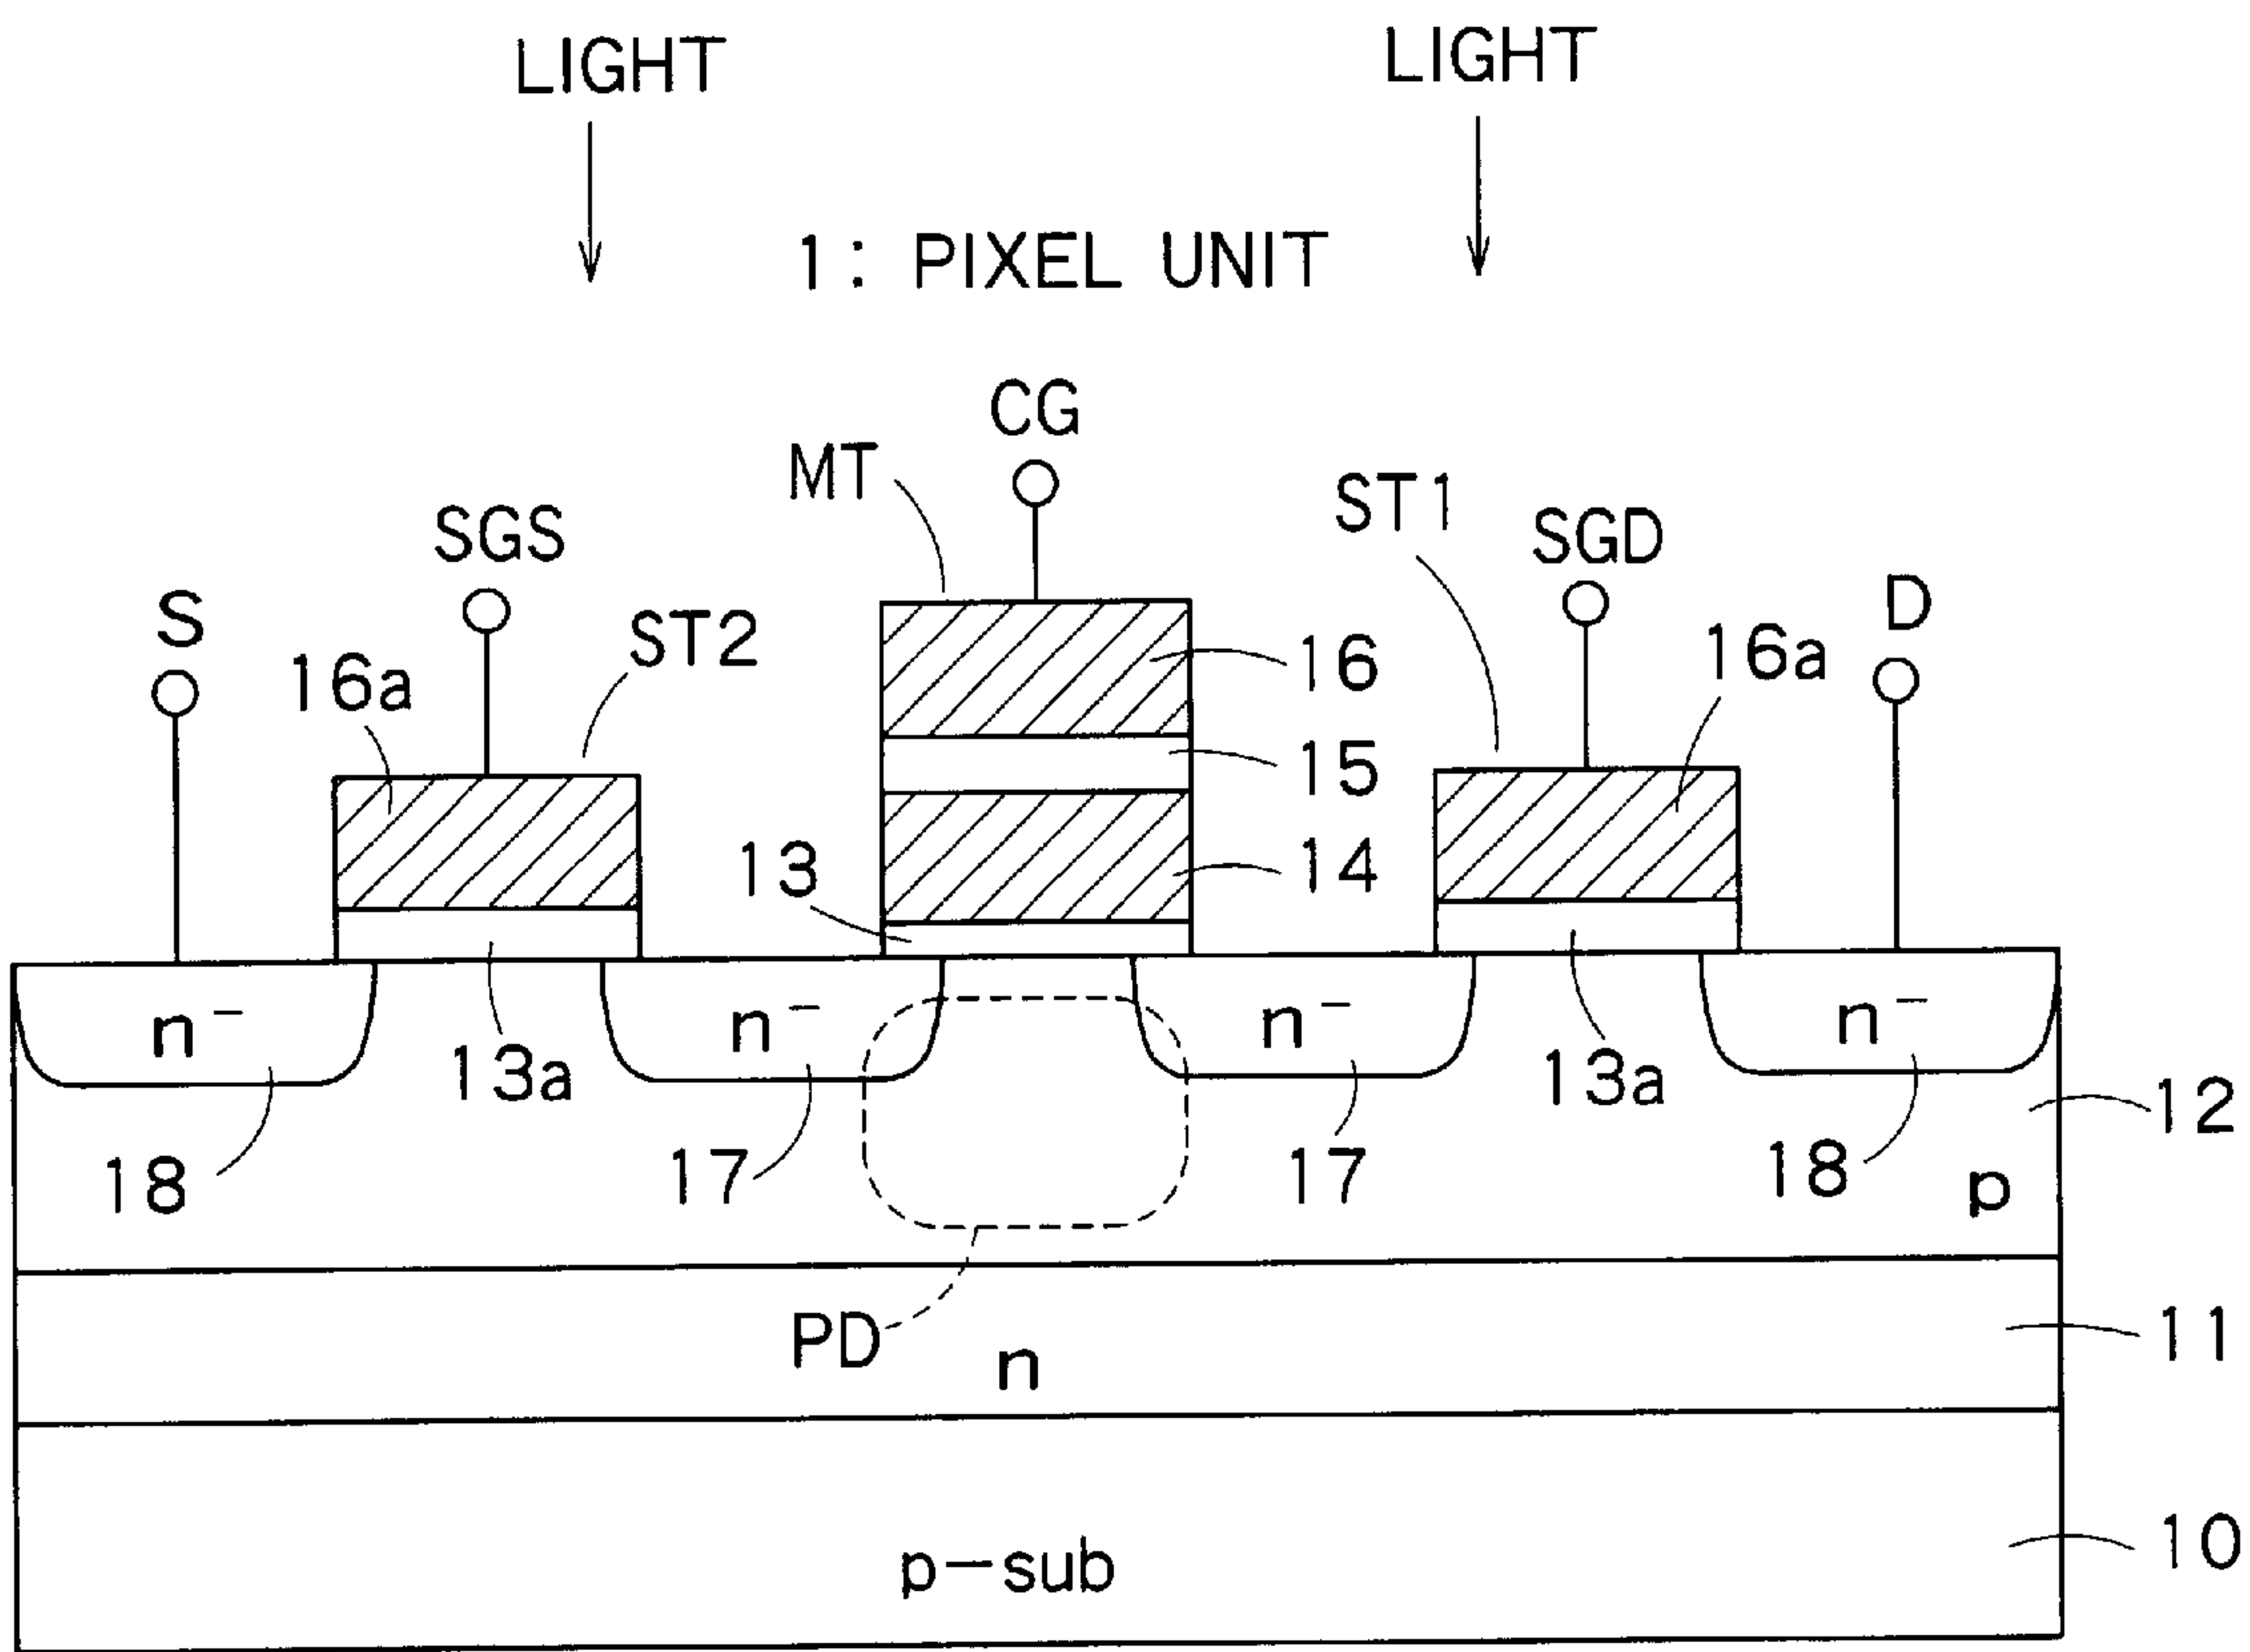 LIGHT LIGHT
1: PIXEL UNIT
CG
MT
ST1
SGS SGD
S D
ST2
16a 16 16a
15
13 14
n⁻ n⁻ n⁻ n⁻
13a 13a
12
18 17 17 18
p
PD
11
n
10
p-sub